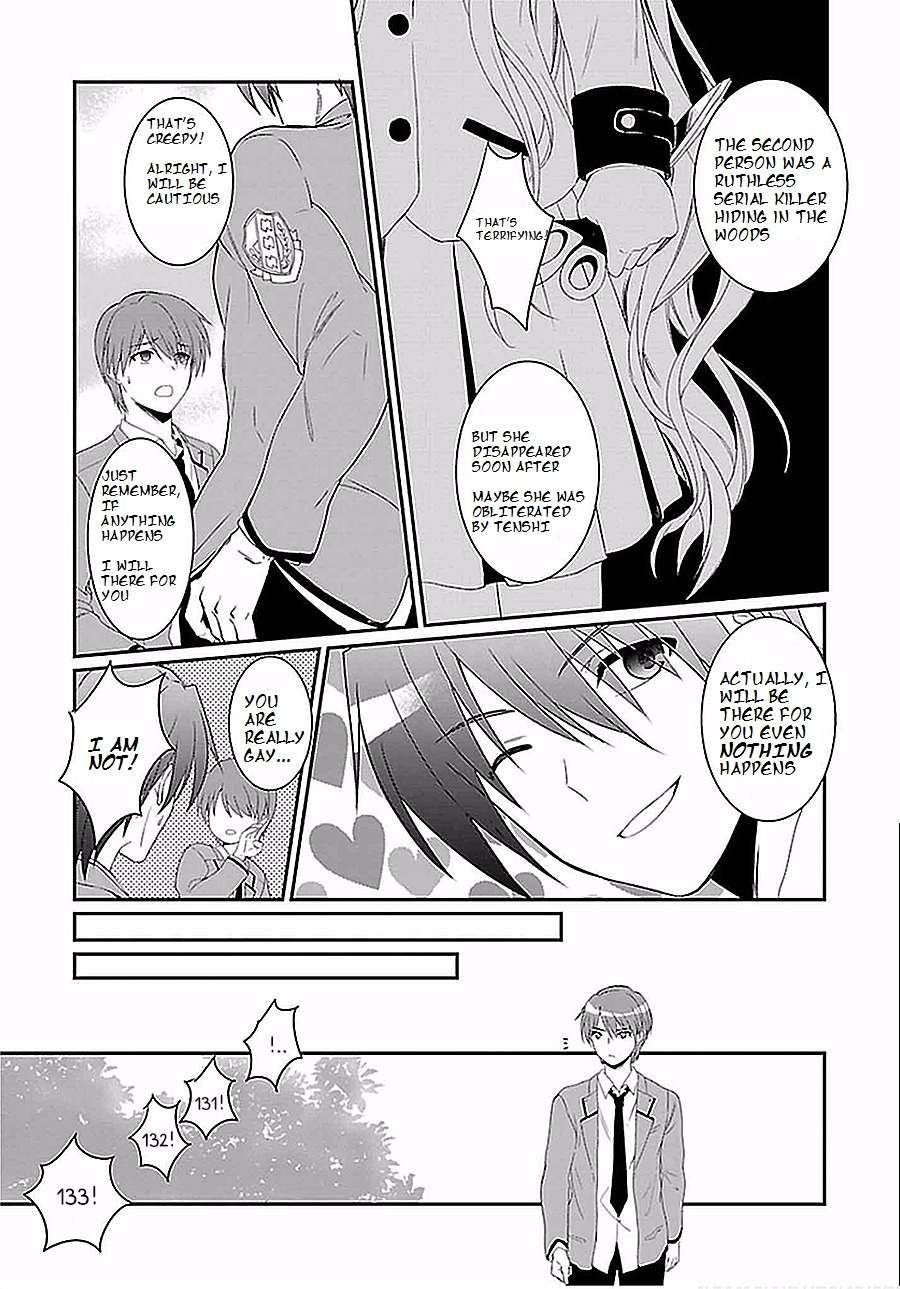 THE SECOND
PERSON WAS A
RUTHLESS
SERIAL KILLER
HIDING IN THE
WOODS
THAT'S
TERRIFYING!
BUT SHE
DISAPPEARED
SOON AFTER
MAYBE SHE WAS
OBLITERATED
BY TENSHI
THAT'S
CREEPY!
ALRIGHT, I
WILL BE
CAUTIOUS
JUST
REMEMBER,
IF
ANYTHING
HAPPENS
I WILL
THERE FOR
YOU
ACTUALLY, I
WILL BE
THERE FOR
YOU EVEN
NOTHING
HAPPENS
YOU
ARE
REALLY
GAY...
I AM
NOT!
!..
131!
132!
133!